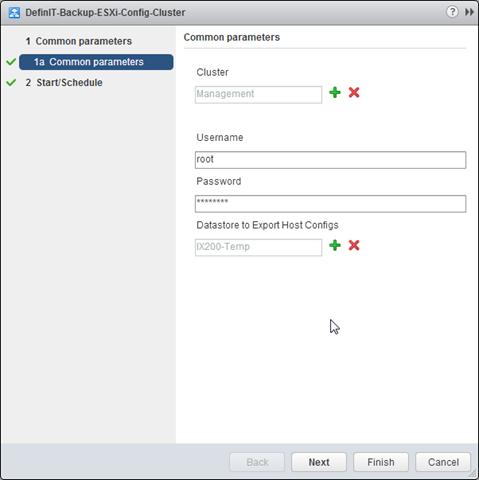 DefinIT-Backup-ESXi-Config-Cluster
?
1 Common parameters
1a Common parameters
2 Start/Schedule
Common parameters
Cluster
Management
Username
root
Password
********
Datastore to Export Host Configs
IX200-Temp
Back
Next
Finish
Cancel